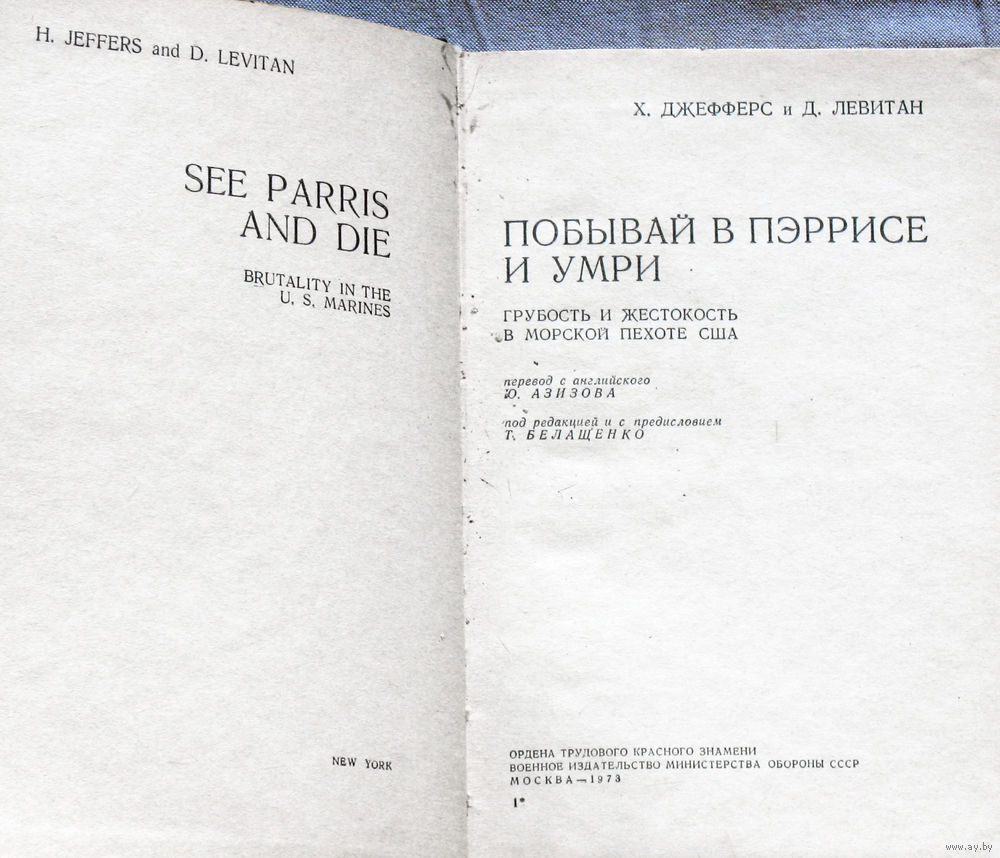 H. JEFFERS and D. LEVITAN
SEE PARRIS
AND DIE
BRUTALITY IN THE
U. S. MARINES
NEW YORK
Х. ДЖЕФФЕРС и Д. ЛЕВИТАН
ПОБЫВАЙ В ПЭРРИСЕ
И УМРИ
ГРУБОСТЬ И ЖЕСТОКОСТЬ
В МОРСКОЙ ПЕХОТЕ США
перевод с английского
Ю. АЗИЗОВА
под редакцией и с предисловием
Т. БЕЛАЩЕНКО
ОРДЕНА ТРУДОВОГО КРАСНОГО ЗНАМЕНИ
ВОЕННОЕ ИЗДАТЕЛЬСТВО МИНИСТЕРСТВА ОБОРОНЫ СССР
МОСКВА — 1973
1*
www.ay.by